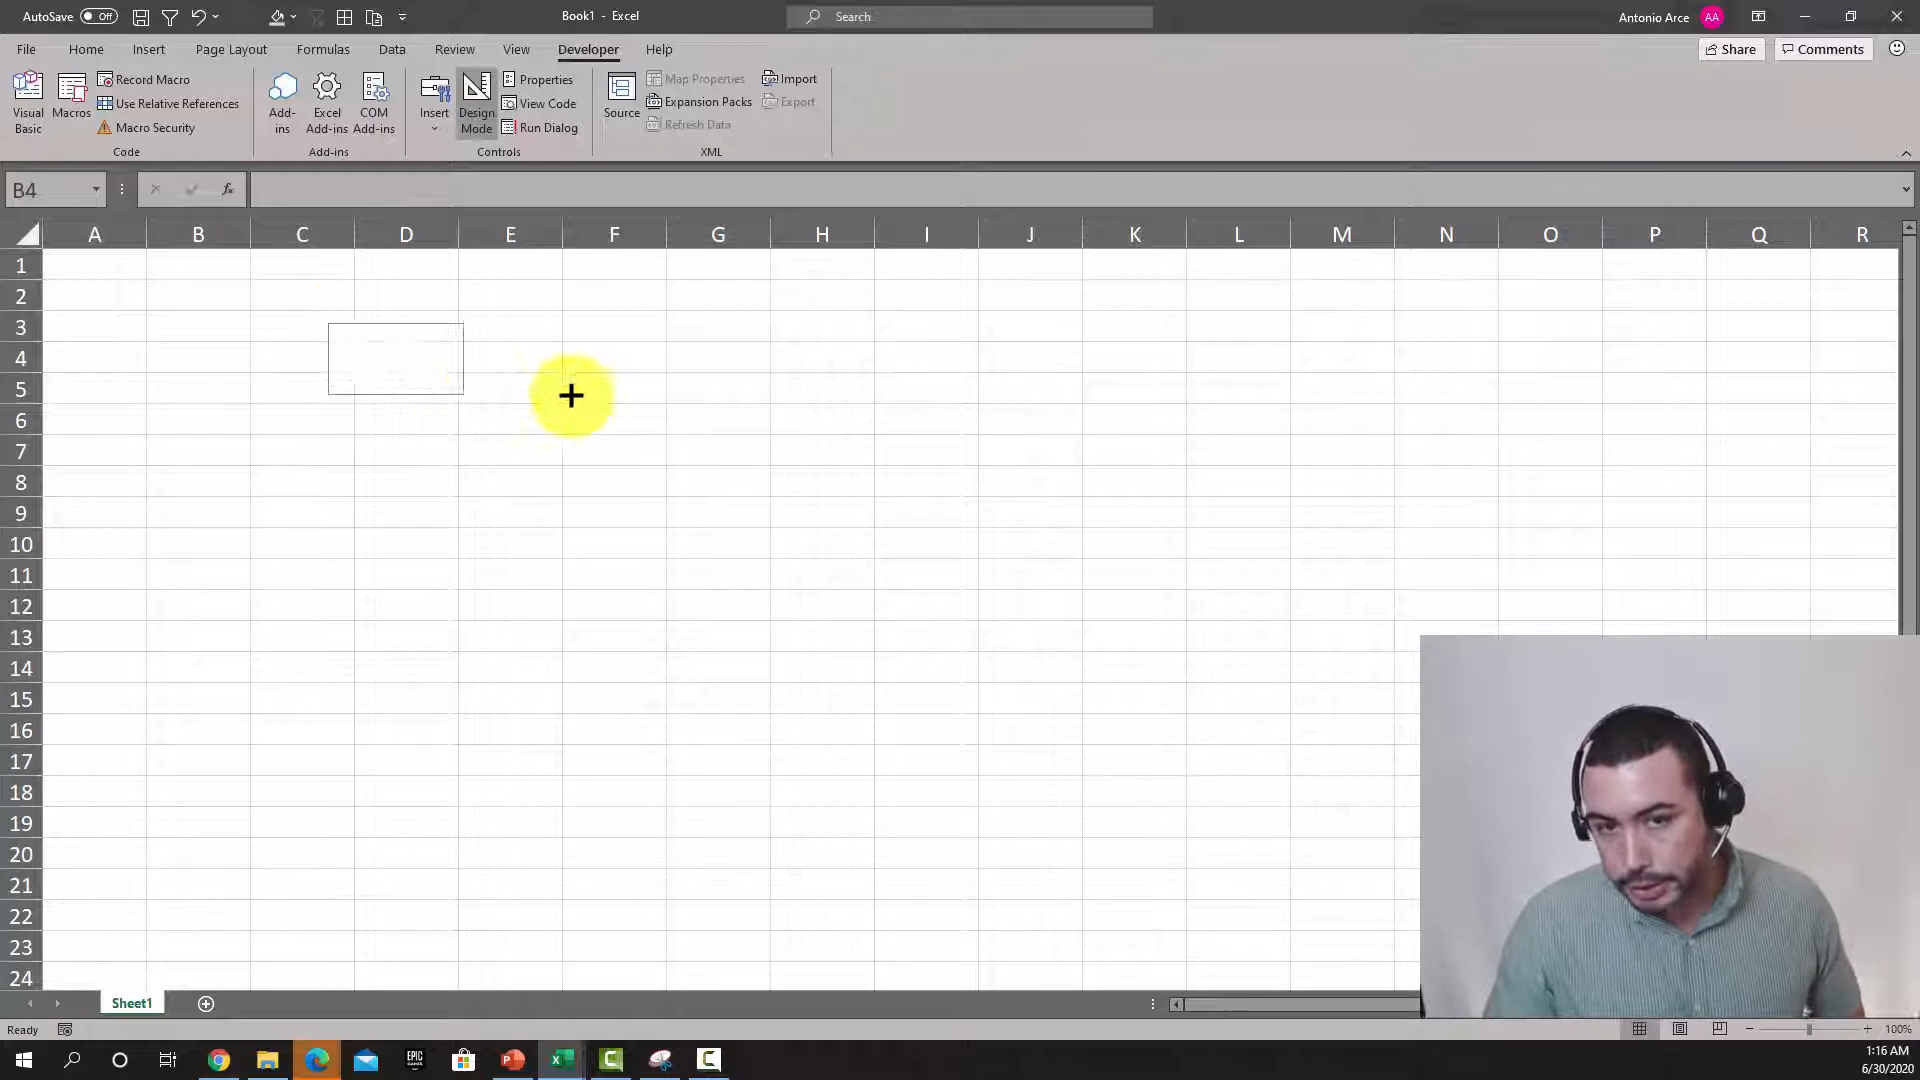 AutoSave Off Book1 - Excel Search Antonio Arce AA
File Home Insert Page Layout Formulas Data Review View Developer Help Share Comments
Visual Basic
Macros
Record Macro
Use Relative References
Macro Security
Code
Add-ins
Excel Add-ins
COM Add-ins
Add-ins
Insert
Design Mode
Properties
View Code
Run Dialog
Controls
Source
Map Properties
Expansion Packs
Refresh Data
Import
Export
XML
B4 fx
A B C D E F G H I J K L M N O P Q R
1
2
3
4
5
6
7
8
9
10
11
12
13
14
15
16
17
18
19
20
21
22
23
24
Sheet1
Ready 100%
EPIC GAMES
1:16 AM
6/30/2020